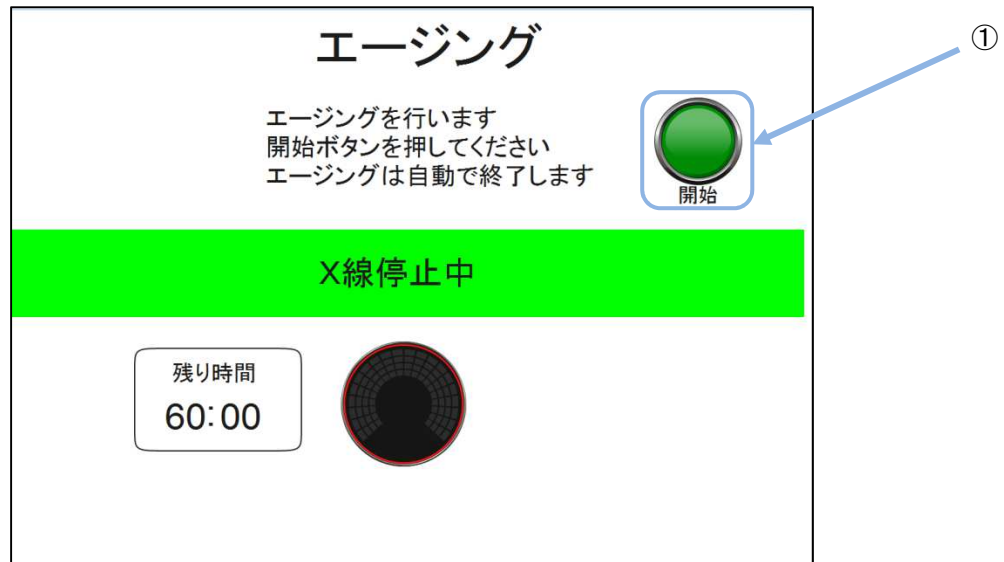 エージング
①
エージングを行います
開始ボタンを押してください
エージングは自動で終了します
開始
X線停止中
残り時間
60:00